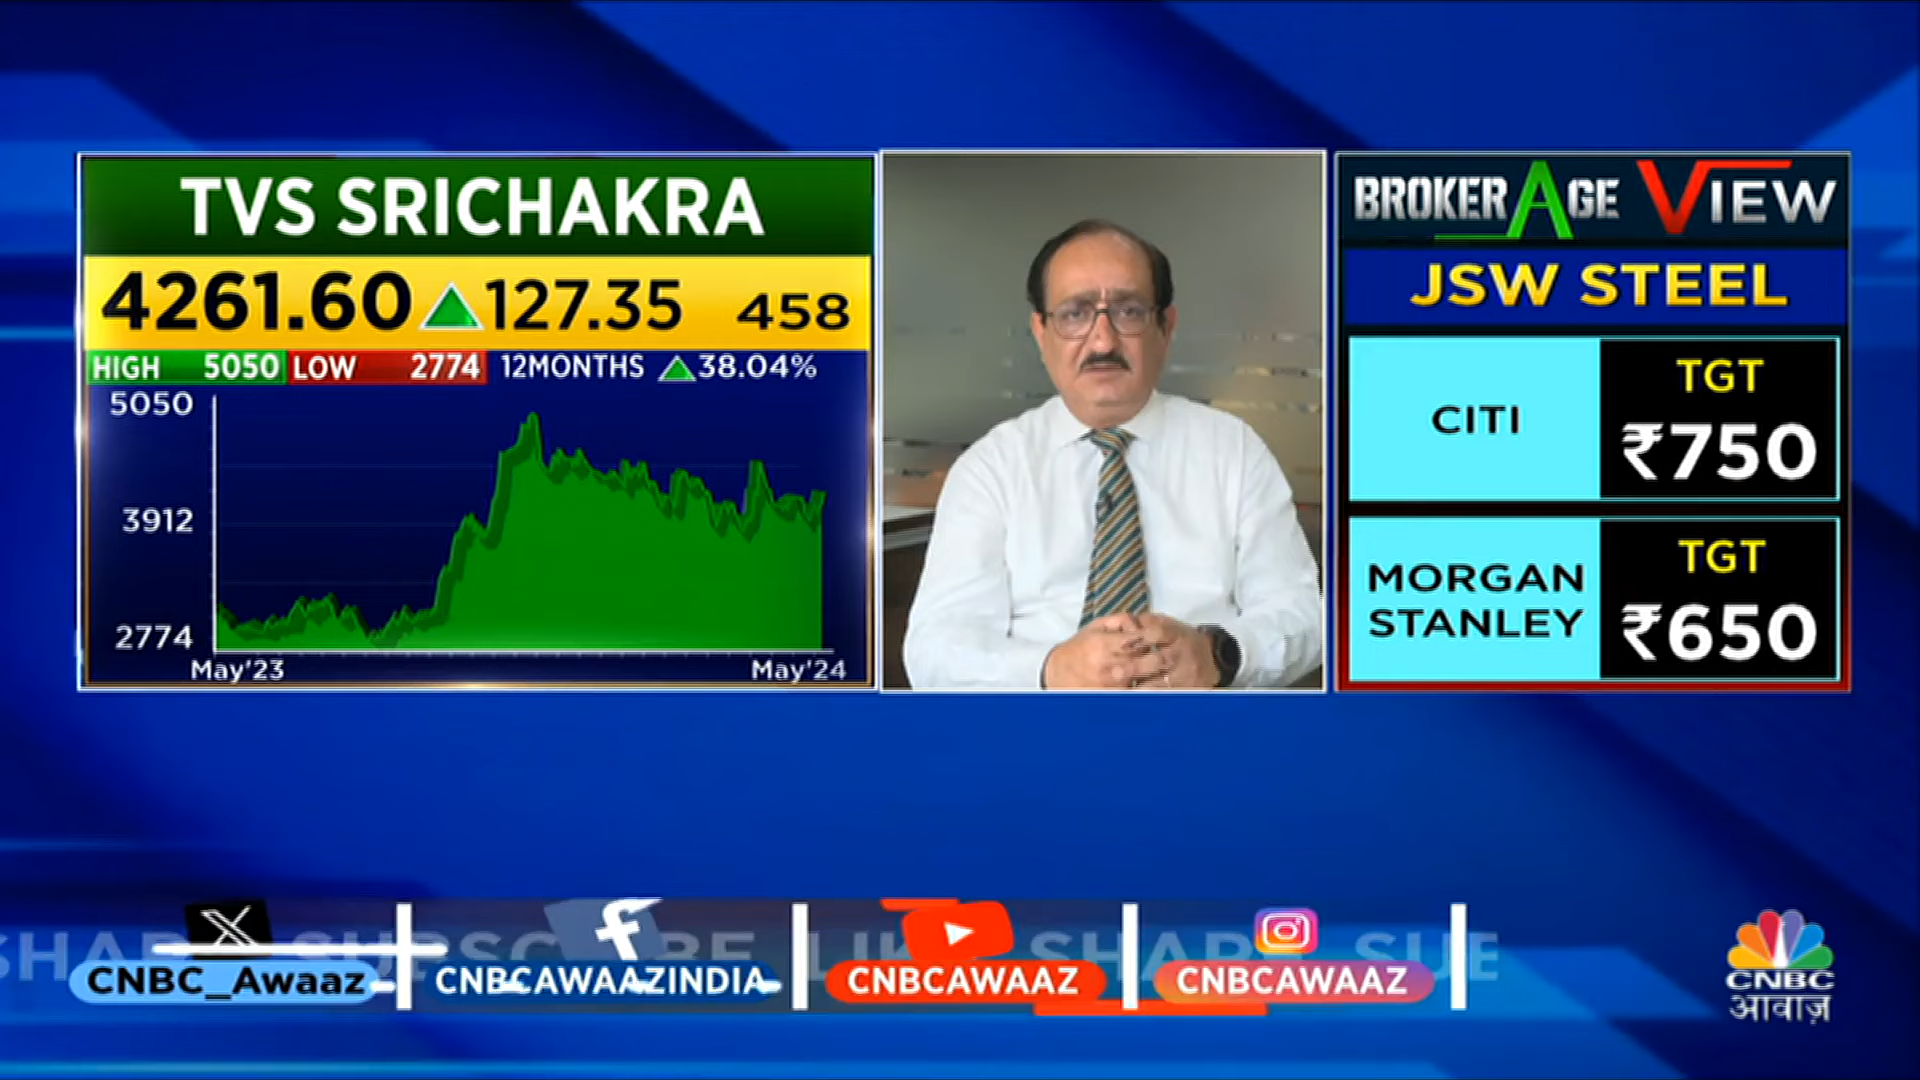 TVS SRICHAKRA
4261.60 127.35 458
HIGH 5050 LOW 2774 12MONTHS 38.04%
5050
3912
2774
May'23 May'24
BROKERAGE VIEW
JSW STEEL
CITI
TGT
₹750
MORGAN
STANLEY
TGT
₹650
CNBC_Awaaz
CNBCAWAAZINDIA
CNBCAWAAZ
CNBCAWAAZ
CNBC
आवाज़